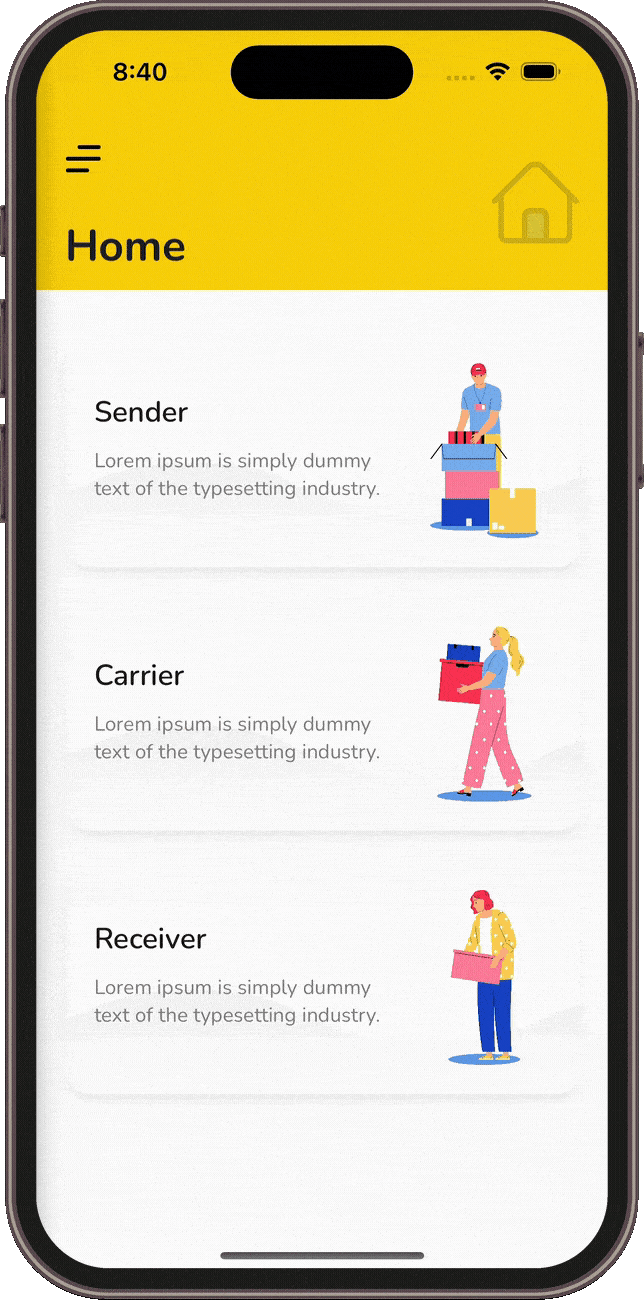 8:40
Home
Sender
Lorem ipsum is simply dummy
text of the typesetting industry.
Carrier
Lorem ipsum is simply dummy
text of the typesetting industry.
Receiver
Lorem ipsum is simply dummy
text of the typesetting industry.